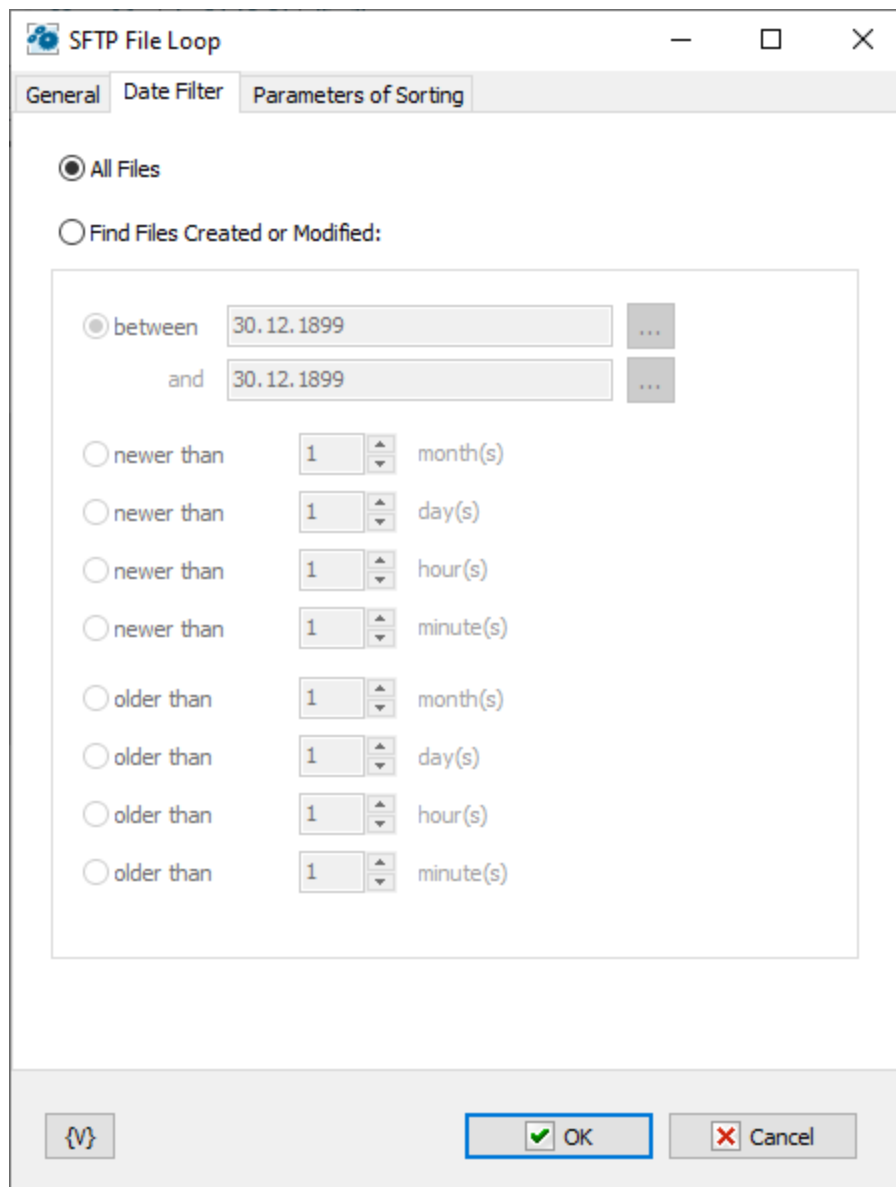 SFTP File Loop
General Date Filter Parameters of Sorting
All Files
Find Files Created or Modified:
between 30.12.1899 ...
and 30.12.1899 ...
newer than 1 month(s)
newer than 1 day(s)
newer than 1 hour(s)
newer than 1 minute(s)
older than 1 month(s)
older than 1 day(s)
older than 1 hour(s)
older than 1 minute(s)
{V} OK Cancel